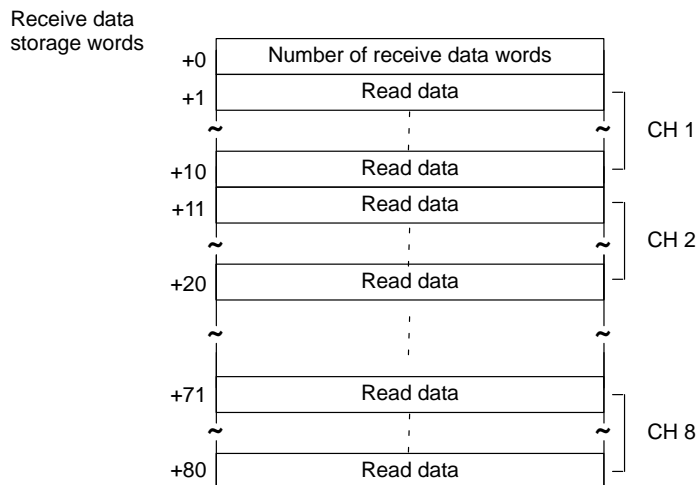 Receive data
storage words
+0 Number of receive data words
+1 Read data
CH 1
+10 Read data
+11 Read data
CH 2
+20 Read data
+71 Read data
CH 8
+80 Read data